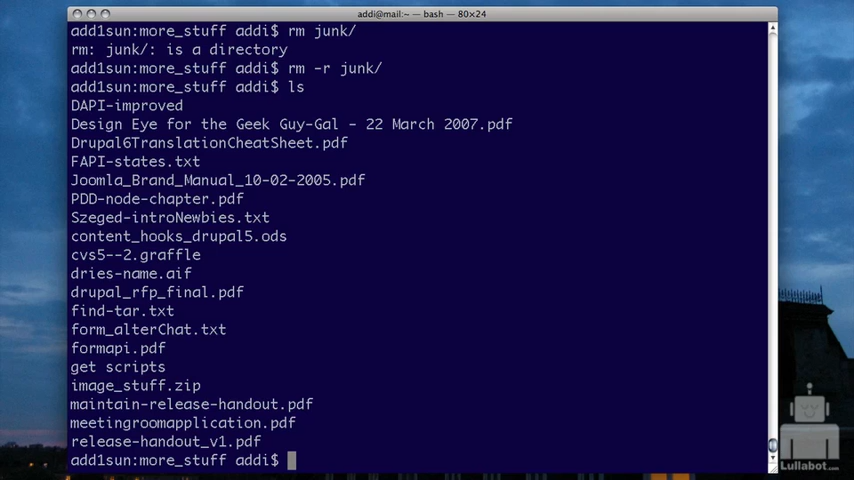 addi@mail:~ — bash — 80×24
add1sun:more_stuff addi$ rm junk/
rm: junk/: is a directory
add1sun:more_stuff addi$ rm -r junk/
add1sun:more_stuff addi$ ls
DAPI-improved
Design Eye for the Geek Guy-Gal - 22 March 2007.pdf
Drupal6TranslationCheatSheet.pdf
FAPI-states.txt
Joomla_Brand_Manual_10-02-2005.pdf
PDD-node-chapter.pdf
Szeged-introNewbies.txt
content_hooks_drupal5.ods
cvs5--2.graffle
dries-name.aif
drupal_rfp_final.pdf
find-tar.txt
form_alterChat.txt
formapi.pdf
get scripts
image_stuff.zip
maintain-release-handout.pdf
meetingroomapplication.pdf
release-handout_v1.pdf
add1sun:more_stuff addi$
Lullabot.com